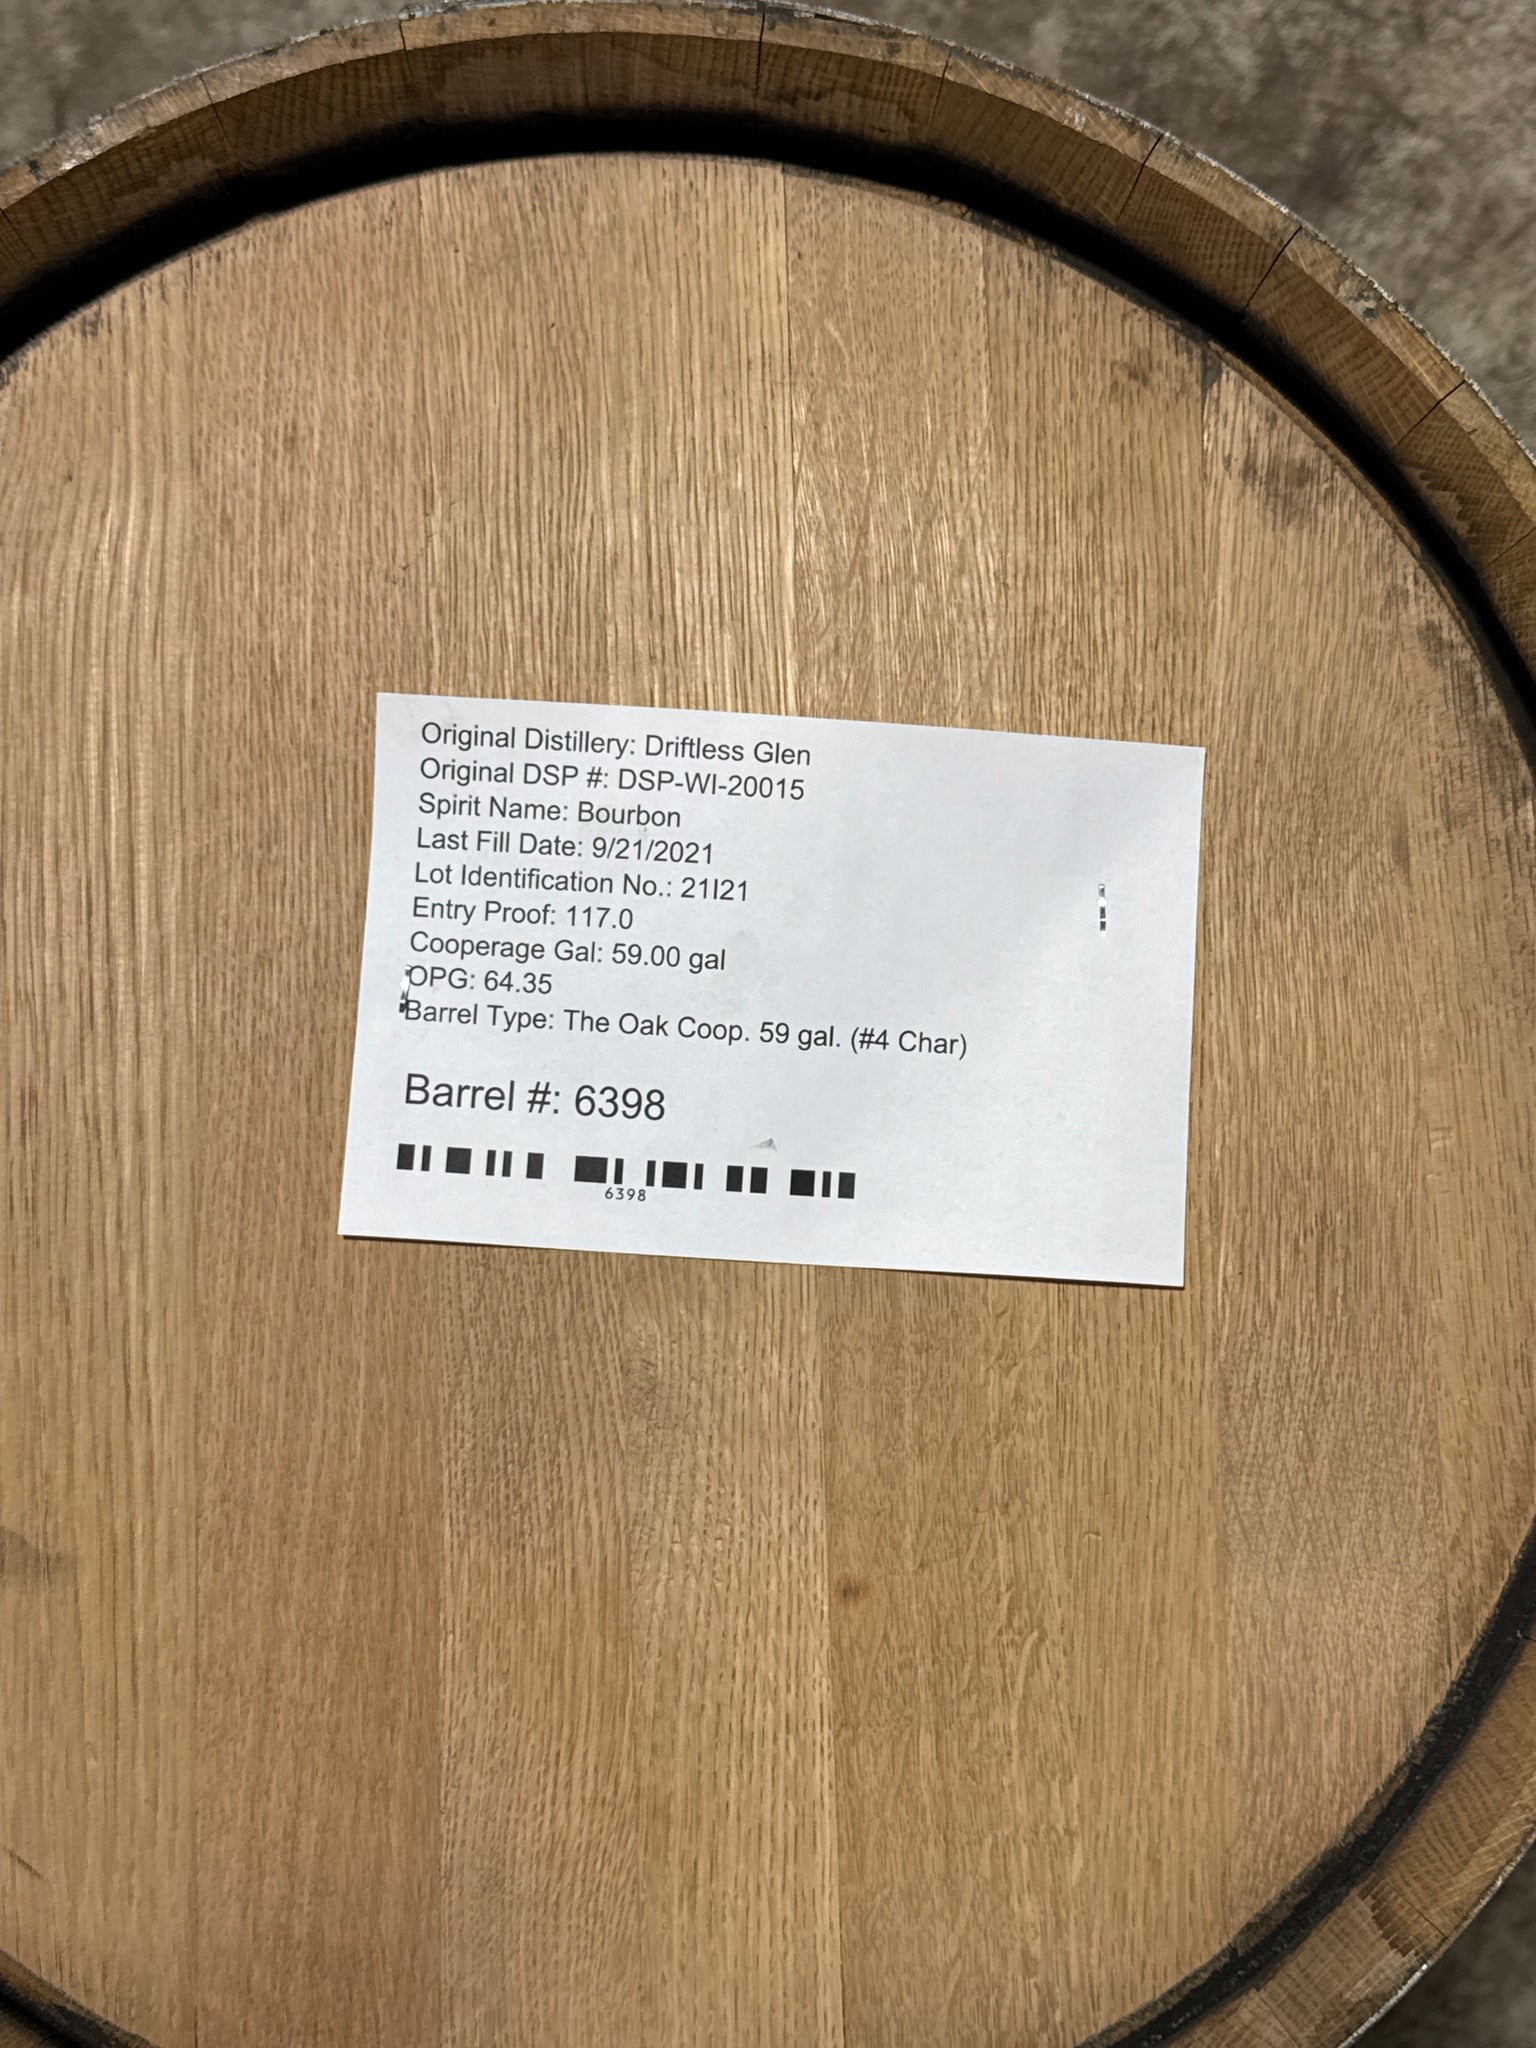 Original Distillery: Driftless Glen
Original DSP #: DSP-WI-20015
Spirit Name: Bourbon
Last Fill Date: 9/21/2021
Lot Identification No.: 21I21
Entry Proof: 117.0
Cooperage Gal: 59.00 gal
OPG: 64.35
Barrel Type: The Oak Coop. 59 gal. (#4 Char)
Barrel #: 6398
6398